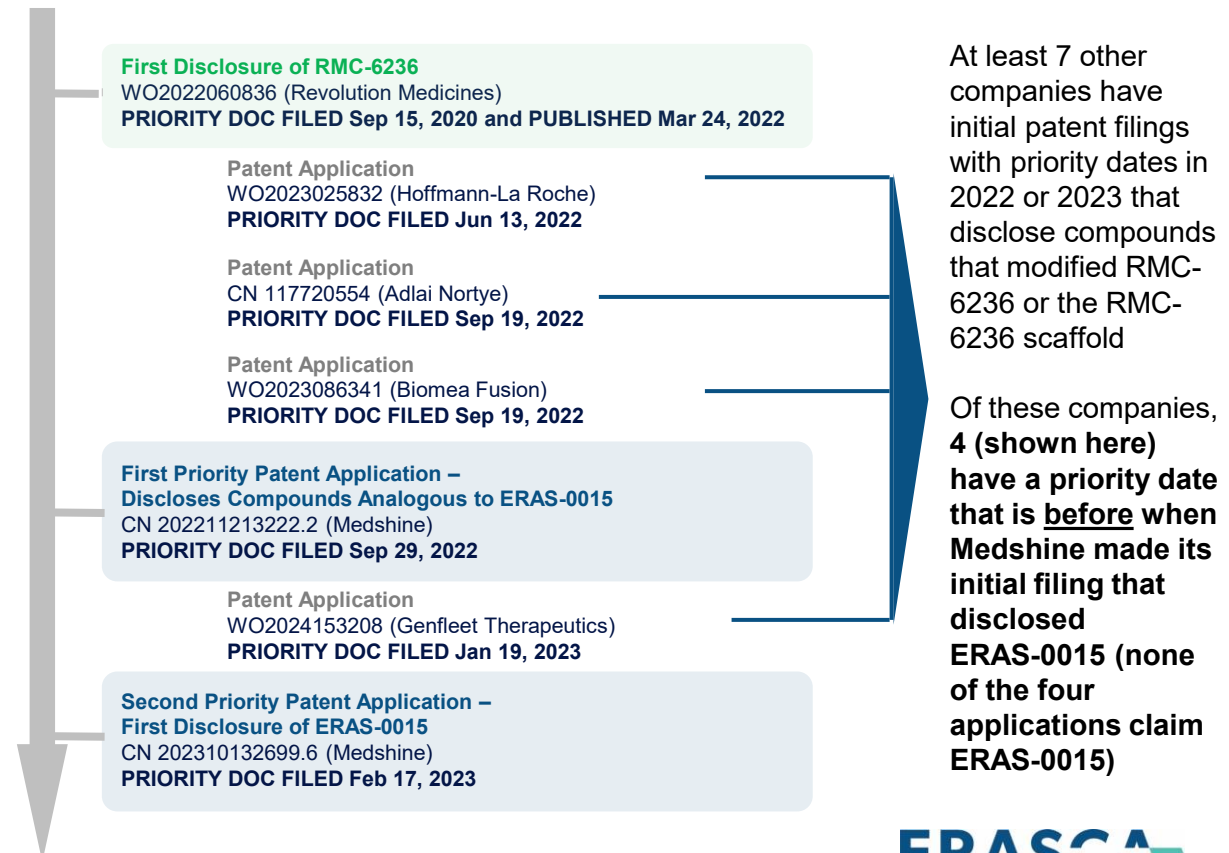 First Disclosure of RMC-6236
WO2022060836 (Revolution Medicines)
PRIORITY DOC FILED Sep 15, 2020 and PUBLISHED Mar 24, 2022
Patent Application
WO2023025832 (Hoffmann-La Roche)
PRIORITY DOC FILED Jun 13, 2022
Patent Application
CN 117720554 (Adlai Nortye)
PRIORITY DOC FILED Sep 19, 2022
Patent Application
WO2023086341 (Biomea Fusion)
PRIORITY DOC FILED Sep 19, 2022
First Priority Patent Application –
Discloses Compounds Analogous to ERAS-0015
CN 202211213222.2 (Medshine)
PRIORITY DOC FILED Sep 29, 2022
Patent Application
WO2024153208 (Genfleet Therapeutics)
PRIORITY DOC FILED Jan 19, 2023
Second Priority Patent Application –
First Disclosure of ERAS-0015
CN 202310132699.6 (Medshine)
PRIORITY DOC FILED Feb 17, 2023
At least 7 other
companies have
initial patent filings
with priority dates in
2022 or 2023 that
disclose compounds
that modified RMC-
6236 or the RMC-
6236 scaffold
Of these companies,
4 (shown here)
have a priority date
that is before when
Medshine made its
initial filing that
disclosed
ERAS-0015 (none
of the four
applications claim
ERAS-0015)
ERASCA